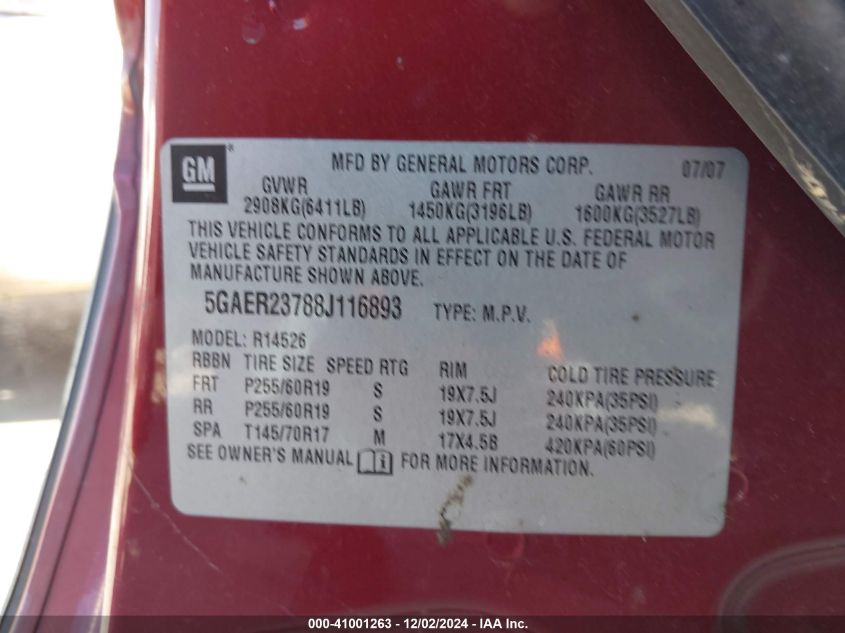 GM® MFD BY GENERAL MOTORS CORP. 07/07
GVWR GAWR FRT GAWR RR
2908KG(6411LB) 1450KG(3196LB) 1600KG(3527LB)
THIS VEHICLE CONFORMS TO ALL APPLICABLE U.S. FEDERAL MOTOR
VEHICLE SAFETY STANDARDS IN EFFECT ON THE DATE OF
MANUFACTURE SHOWN ABOVE.
5GAER23788J116893 TYPE: M.P.V.
MODEL: R14526
RBBN TIRE SIZE SPEED RTG RIM COLD TIRE PRESSURE
FRT P255/60R19 S 19X7.5J 240KPA(35PSI)
RR P255/60R19 S 19X7.5J 240KPA(35PSI)
SPA T145/70R17 M 17X4.5B 420KPA(60PSI)
SEE OWNER'S MANUAL i FOR MORE INFORMATION.
000-41001263 - 12/02/2024 - IAA Inc.